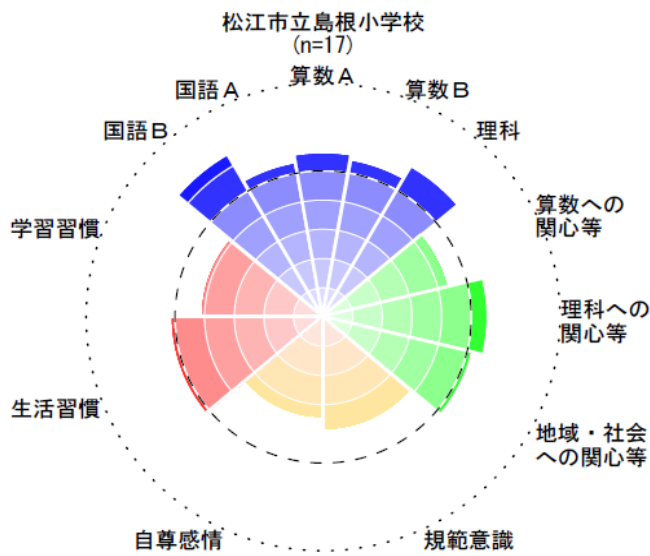 松江市立島根小学校
(n=17)
算数A
算数B
理科
算数への
関心等
理科への
関心等
地域・社会
への関心等
規範意識
自尊感情
生活習慣
学習習慣
国語B
国語A